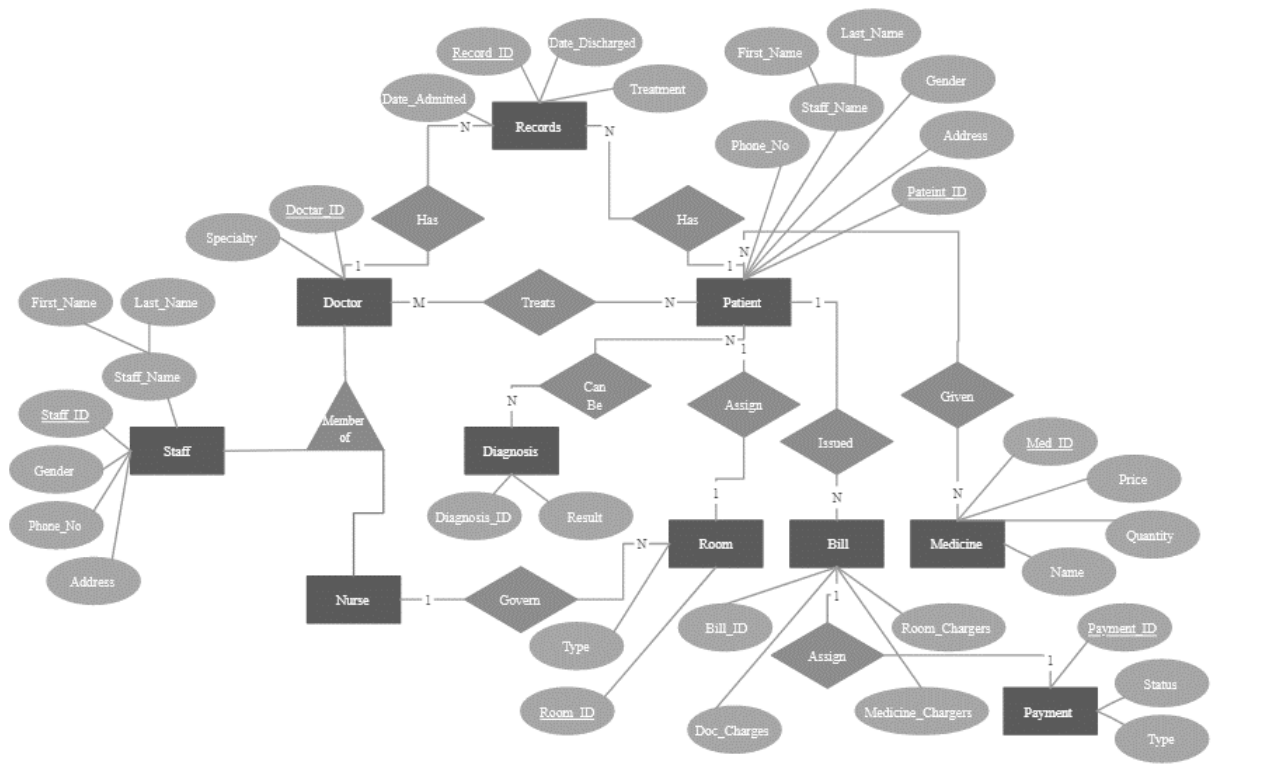 Last_Name
Date_Discharged
Record_ID
First_Name
Gender
Treatment
Date_Admitted
Staff_Name
N
Records
N
Address
Phone_No
Pateint_ID
Doctar_ID
Has
Has
Specialty
N
1
1
First_Name
Last_Name
Doctor
M
Treats
N
Patient
1
N
1
Staff_Name
Can
Be
Given
Assign
N
Staff_ID
Member
of
Issued
Med_ID
Staff
Diagnosis
Gender
Price
1
N
N
Diagnosis_ID
Result
Phone_No
Quantity
N
Room
Bill
Medicine
Name
Address
Nurse
1
Govern
1
Bill_ID
Room_Chargers
Payment_ID
Type
Assign
1
Status
Room_ID
Medicine_Chargers
Payment
Doc_Charges
Type